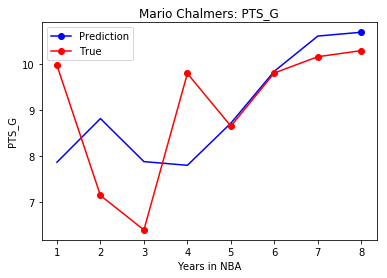 Mario Chalmers: PTS_G
Prediction
True
PTS_G
10
9
8
7
1 2 3 4 5 6 7 8
Years in NBA